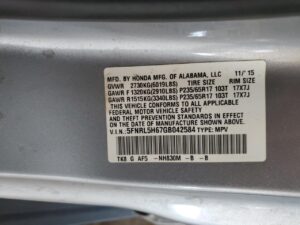 MFD. BY HONDA MFG. OF ALABAMA, LLC 11/15
GVWR 2730KG(6019LBS) TIRE SIZE RIM SIZE
GAWR F 1320KG(2910LBS) P235/65R17 103T 17X7J
GAWR R 1515KG(3340LBS) P235/65R17 103T 17X7J
THIS VEHICLE CONFORMS TO ALL APPLICABLE
FEDERAL MOTOR VEHICLE SAFETY AND THEFT
PREVENTION STANDARDS IN EFFECT ON THE DATE
OF MANUFACTURE SHOWN ABOVE.
V.I.N. 5FNRL5H67GB042584 TYPE: MPV
TK8 G AF5 -NH830M -B -B